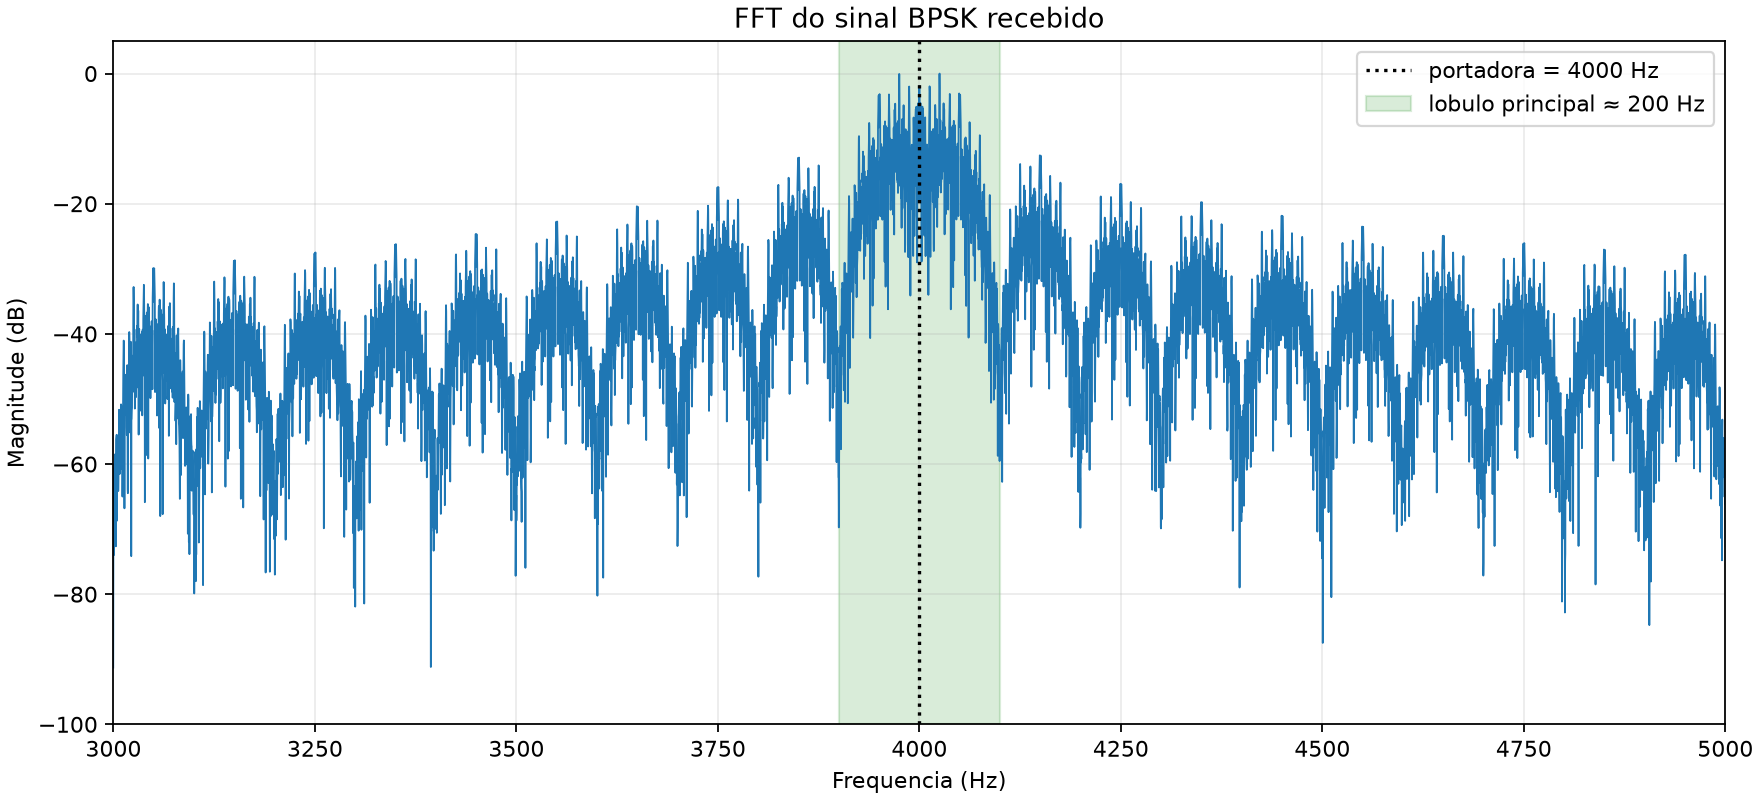 FFT do sinal BPSK recebido
portadora = 4000 Hz
lobulo principal ≈ 200 Hz
Magnitude (dB)
0
−20
−40
−60
−80
−100
3000 3250 3500 3750 4000 4250 4500 4750 5000
Frequencia (Hz)